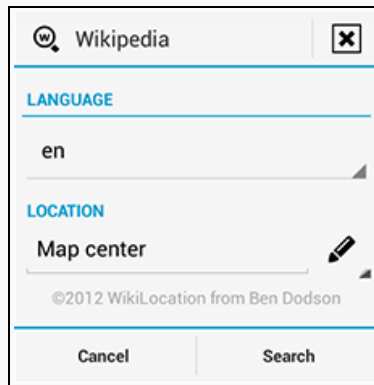 W Wikipedia
LANGUAGE
en
LOCATION
Map center
©2012 WikiLocation from Ben Dodson
Cancel Search